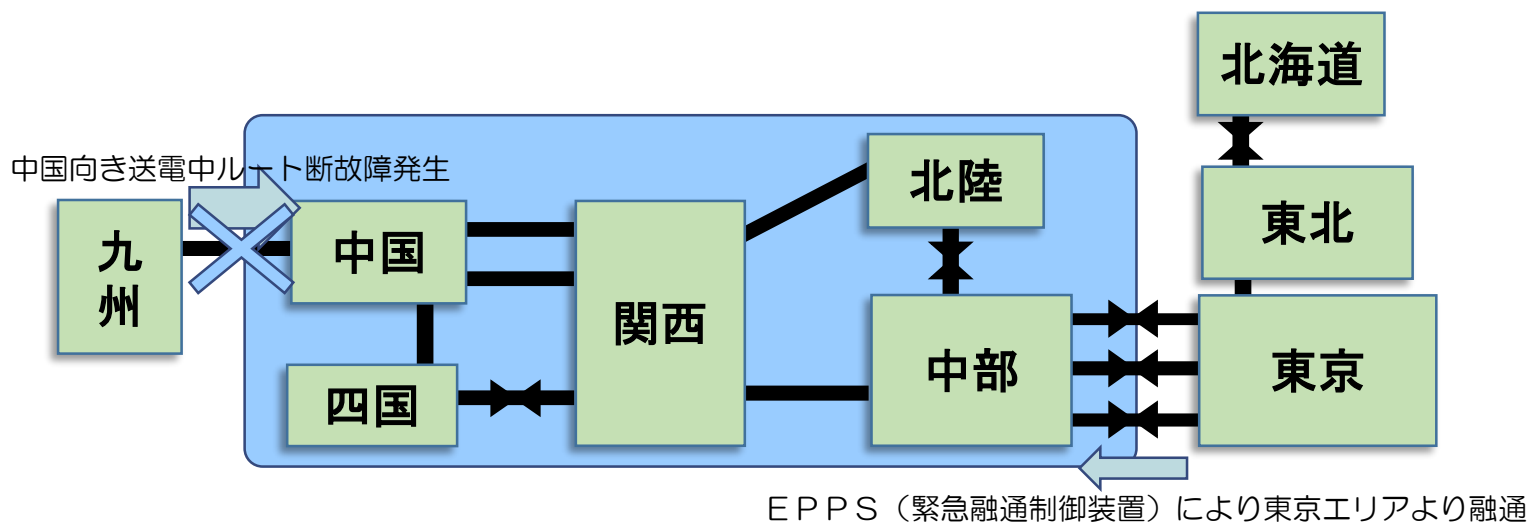 北海道
中国向き送電中ルート断故障発生
北陸
東北
九
州
中国
関西
中部
東京
四国
ＥＰＰＳ（緊急融通制御装置）により東京エリアより融通